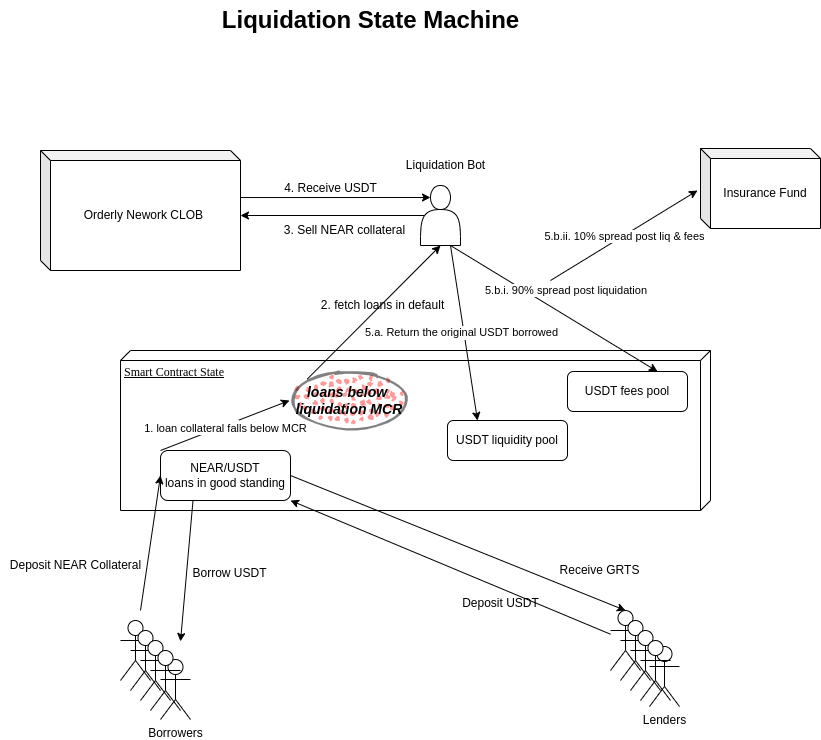 Liquidation State Machine
Liquidation Bot
4. Receive USDT
3. Sell NEAR collateral
Orderly Nework CLOB
Insurance Fund
5.b.ii. 10% spread post liq & fees
5.b.i. 90% spread post liquidation
2. fetch loans in default
5.a. Return the original USDT borrowed
Smart Contract State
loans below
liquidation MCR
USDT fees pool
1. loan collateral falls below MCR
USDT liquidity pool
NEAR/USDT
loans in good standing
Deposit NEAR Collateral
Borrow USDT
Receive GRTS
Deposit USDT
Borrowers
Lenders